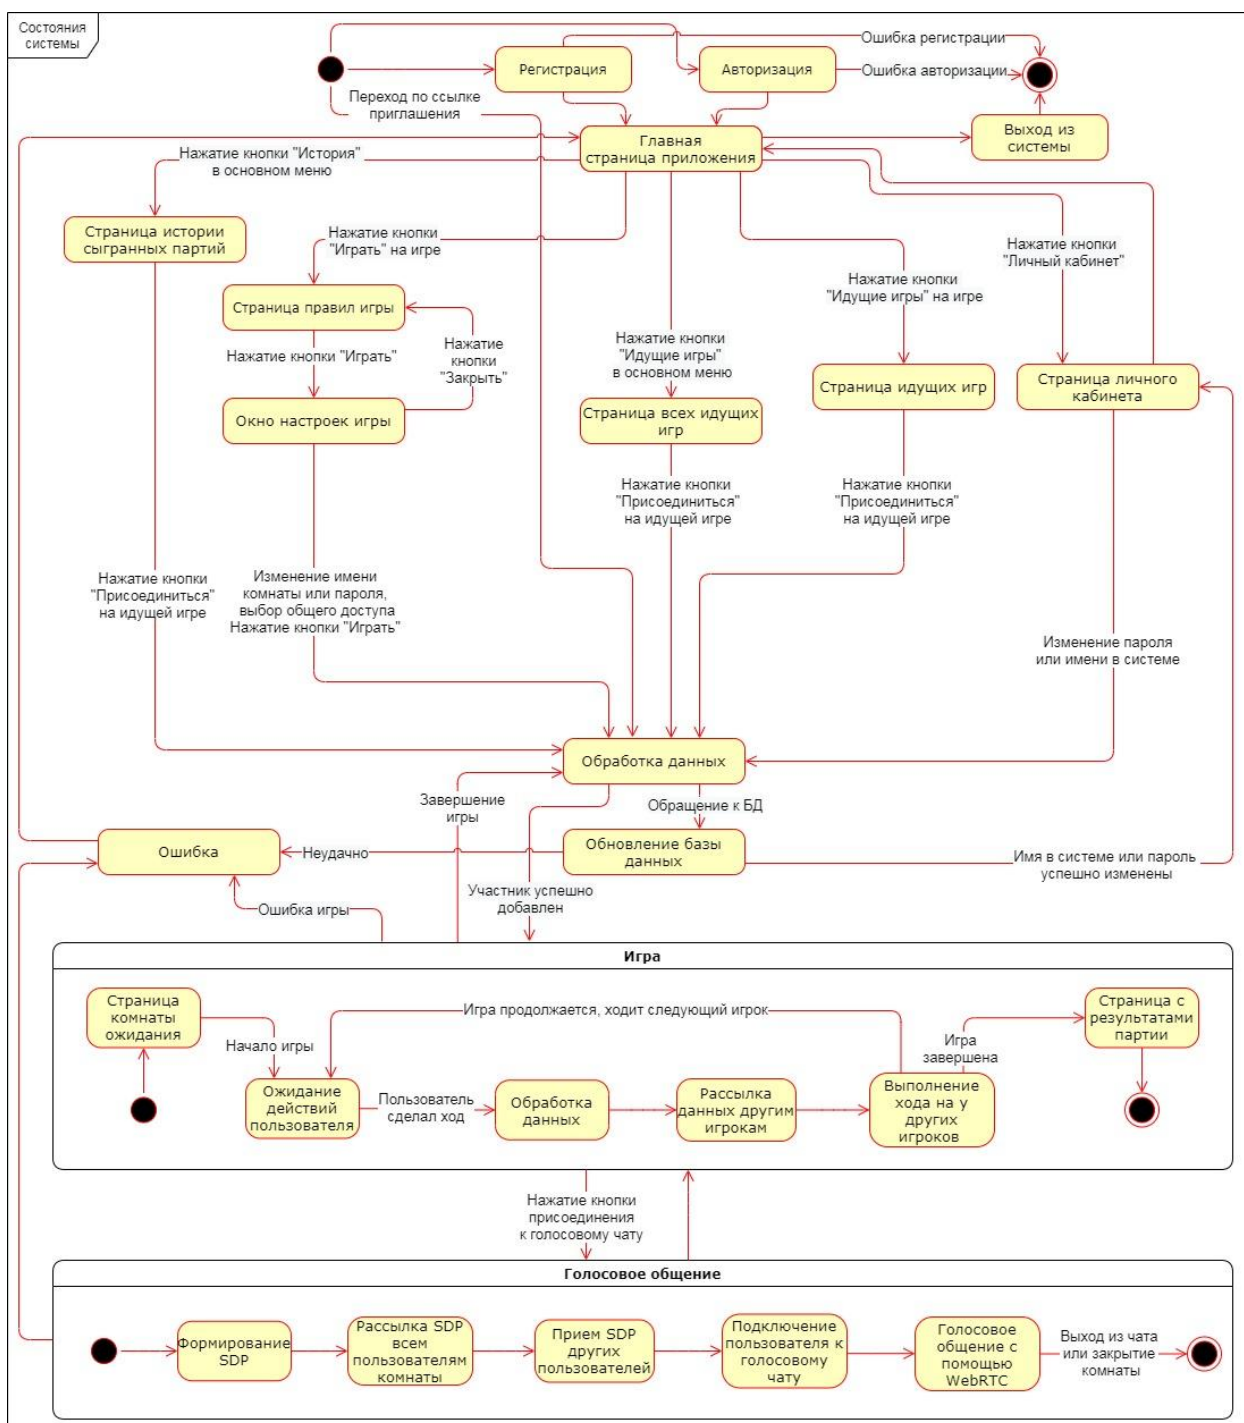 Состояния
системы
Регистрация
Авторизация
Ошибка регистрации
Ошибка авторизации
Переход по ссылке
приглашения
Главная
страница приложения
Выход из
системы
Нажатие кнопки "История"
в основном меню
Страница истории
сыгранных партий
Нажатие кнопки
"Играть" на игре
Нажатие кнопки
"Личный кабинет"
Нажатие кнопки
"Идущие игры" на игре
Страница правил игры
Нажатие кнопки "Играть"
Нажатие
кнопки
"Закрыть"
Нажатие кнопки
"Идущие игры"
в основном меню
Окно настроек игры
Страница всех идущих
игр
Страница идущих игр
Страница личного
кабинета
Нажатие кнопки
"Присоединиться"
на идущей игре
Нажатие кнопки
"Присоединиться"
на идущей игре
Нажатие кнопки
"Присоединиться"
на идущей игре
Изменение имени
комнаты или пароля,
выбор общего доступа
Нажатие кнопки "Играть"
Изменение пароля
или имени в системе
Обработка данных
Завершение
игры
Обращение к БД
Ошибка
Неудачно
Обновление базы
данных
Имя в системе или пароль
успешно изменены
Ошибка игры
Участник успешно
добавлен
Игра
Страница
комнаты
ожидания
Начало игры
Игра продолжается, ходит следующий игрок
Игра
завершена
Страница с
результатами
партии
Ожидание
действий
пользователя
Пользователь
сделал ход
Обработка
данных
Рассылка
данных другим
игрокам
Выполнение
хода на у
других
игроков
Нажатие кнопки
присоединения
к голосовому чату
Голосовое общение
Формирование
SDP
Рассылка SDP
всем
пользователям
комнаты
Прием SDP
других
пользователей
Подключение
пользователя к
голосовому
чату
Голосовое
общение с
помощью
WebRTC
Выход из чата
или закрытие
комнаты